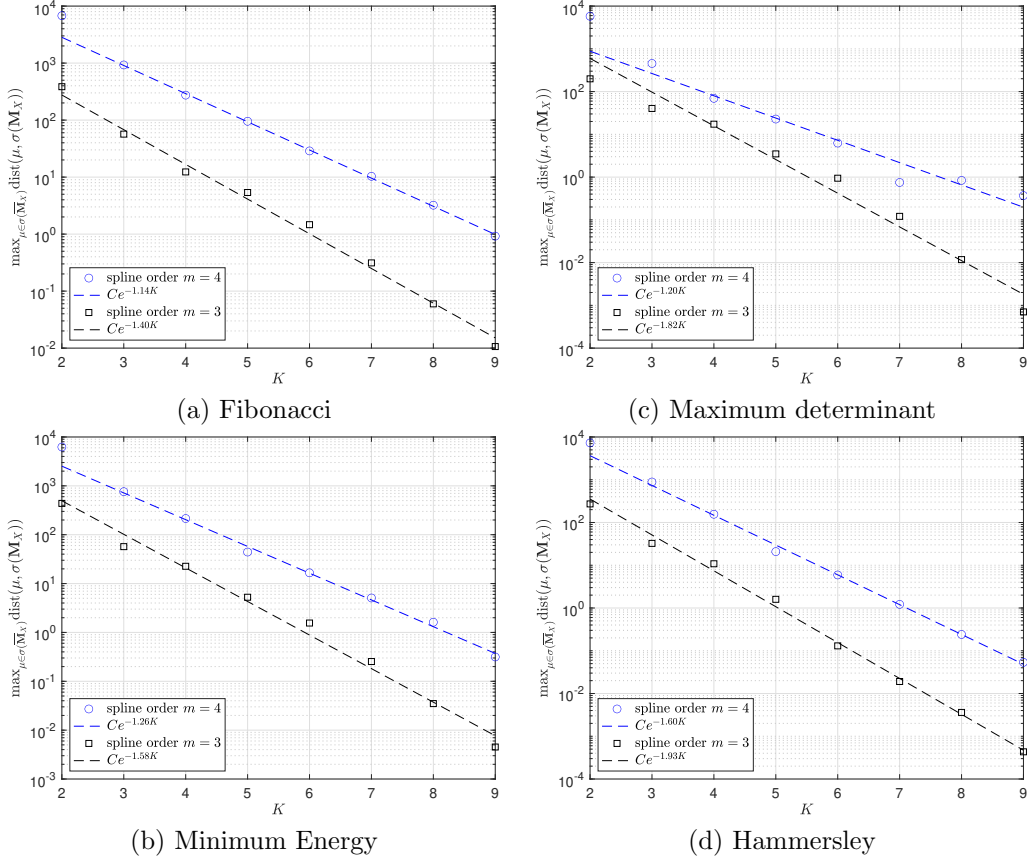 max_{μ∈σ(\overline{M}_X)} dist(μ, σ(M_X))
10^4
10^3
10^2
10^1
10^0
10^{-1}
10^{-2}
2 3 4 5 6 7 8 9
K
spline order m = 4
Ce^{-1.14K}
spline order m = 3
Ce^{-1.40K}
(a) Fibonacci
max_{μ∈σ(\overline{M}_X)} dist(μ, σ(M_X))
10^4
10^2
10^0
10^{-2}
10^{-4}
2 3 4 5 6 7 8 9
K
spline order m = 4
Ce^{-1.20K}
spline order m = 3
Ce^{-1.82K}
(c) Maximum determinant
max_{μ∈σ(\overline{M}_X)} dist(μ, σ(M_X))
10^4
10^3
10^2
10^1
10^0
10^{-1}
10^{-2}
10^{-3}
2 3 4 5 6 7 8 9
K
spline order m = 4
Ce^{-1.26K}
spline order m = 3
Ce^{-1.58K}
(b) Minimum Energy
max_{μ∈σ(\overline{M}_X)} dist(μ, σ(M_X))
10^4
10^2
10^0
10^{-2}
10^{-4}
2 3 4 5 6 7 8 9
K
spline order m = 4
Ce^{-1.60K}
spline order m = 3
Ce^{-1.93K}
(d) Hammersley